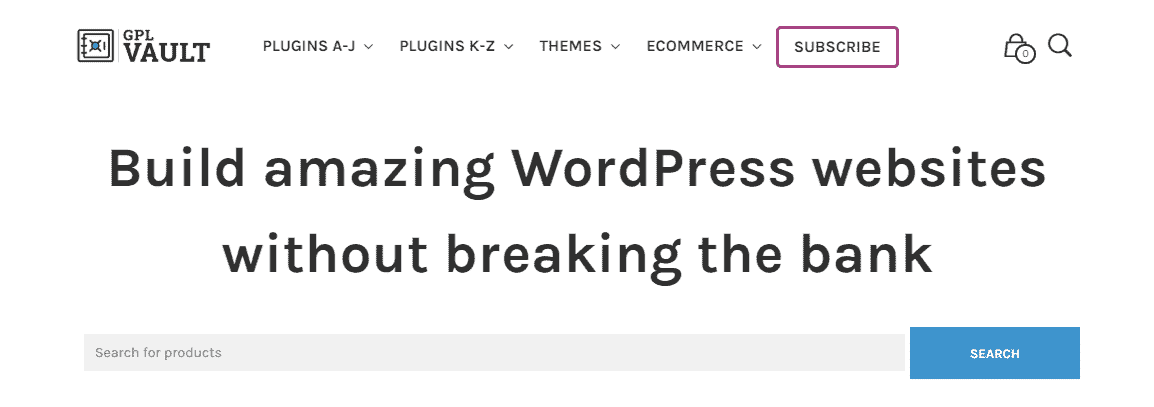 GPL
VAULT
PLUGINS A-J PLUGINS K-Z THEMES ECOMMERCE SUBSCRIBE 0
Build amazing WordPress websites
without breaking the bank
Search for products SEARCH